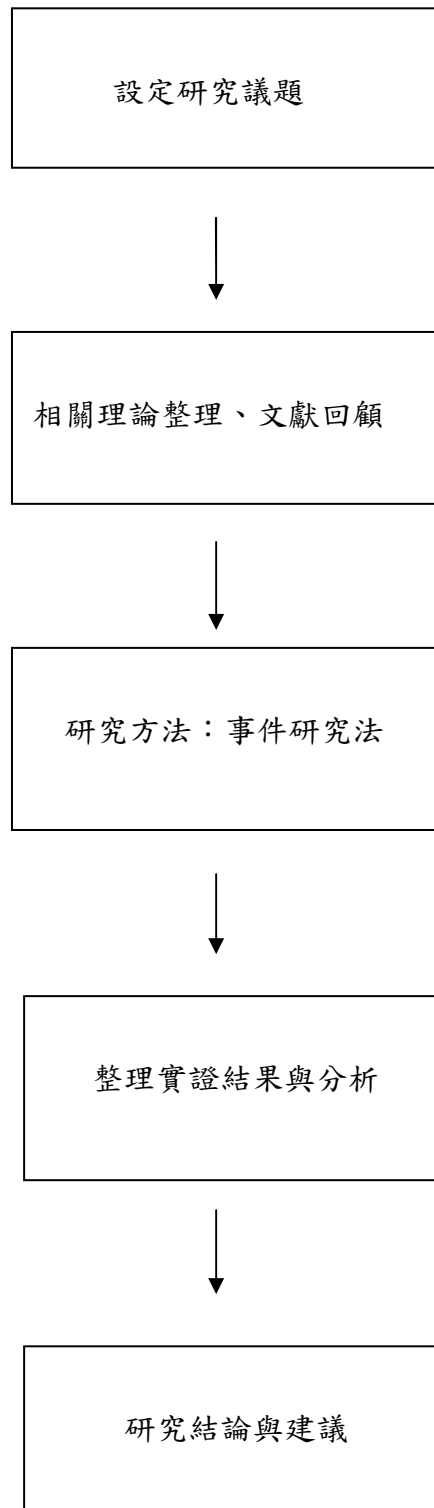 設定研究議題
相關理論整理、文獻回顧
研究方法：事件研究法
整理實證結果與分析
研究結論與建議